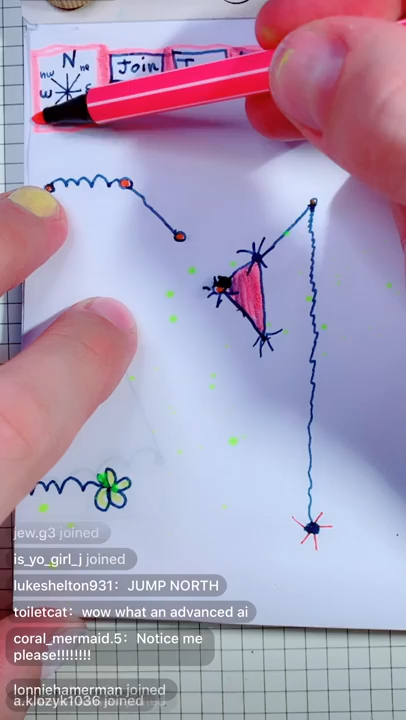 N
nw ne
w
Join
jew.g3 joined
is_yo_girl_j joined
lukeshelton931: JUMP NORTH
toiletcat: wow what an advanced ai
coral_mermaid.5: Notice me
please!!!!!!!!
lonniehamerman joined
a.klozyk1036 joined